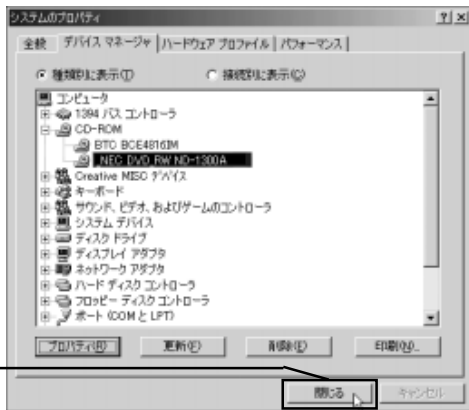 システムのプロパティ
全般 デバイス マネージャ ハードウェア プロファイル パフォーマンス
種類別に表示(T) 接続別に表示(C)
コンピュータ
1394 バス コントローラ
CD-ROM
BTC BCE4816IM
_NEC DVD RW ND-1300A
Creative MISC デバイス
キーボード
サウンド、ビデオ、およびゲームのコントローラ
システム デバイス
ディスク ドライブ
ディスプレイ アダプタ
ネットワーク アダプタ
ハード ディスク コントローラ
フロッピー ディスク コントローラ
ポート (COM と LPT)
プロパティ(R) 更新(F) 削除(E) 印刷(N)...
閉じる キャンセル